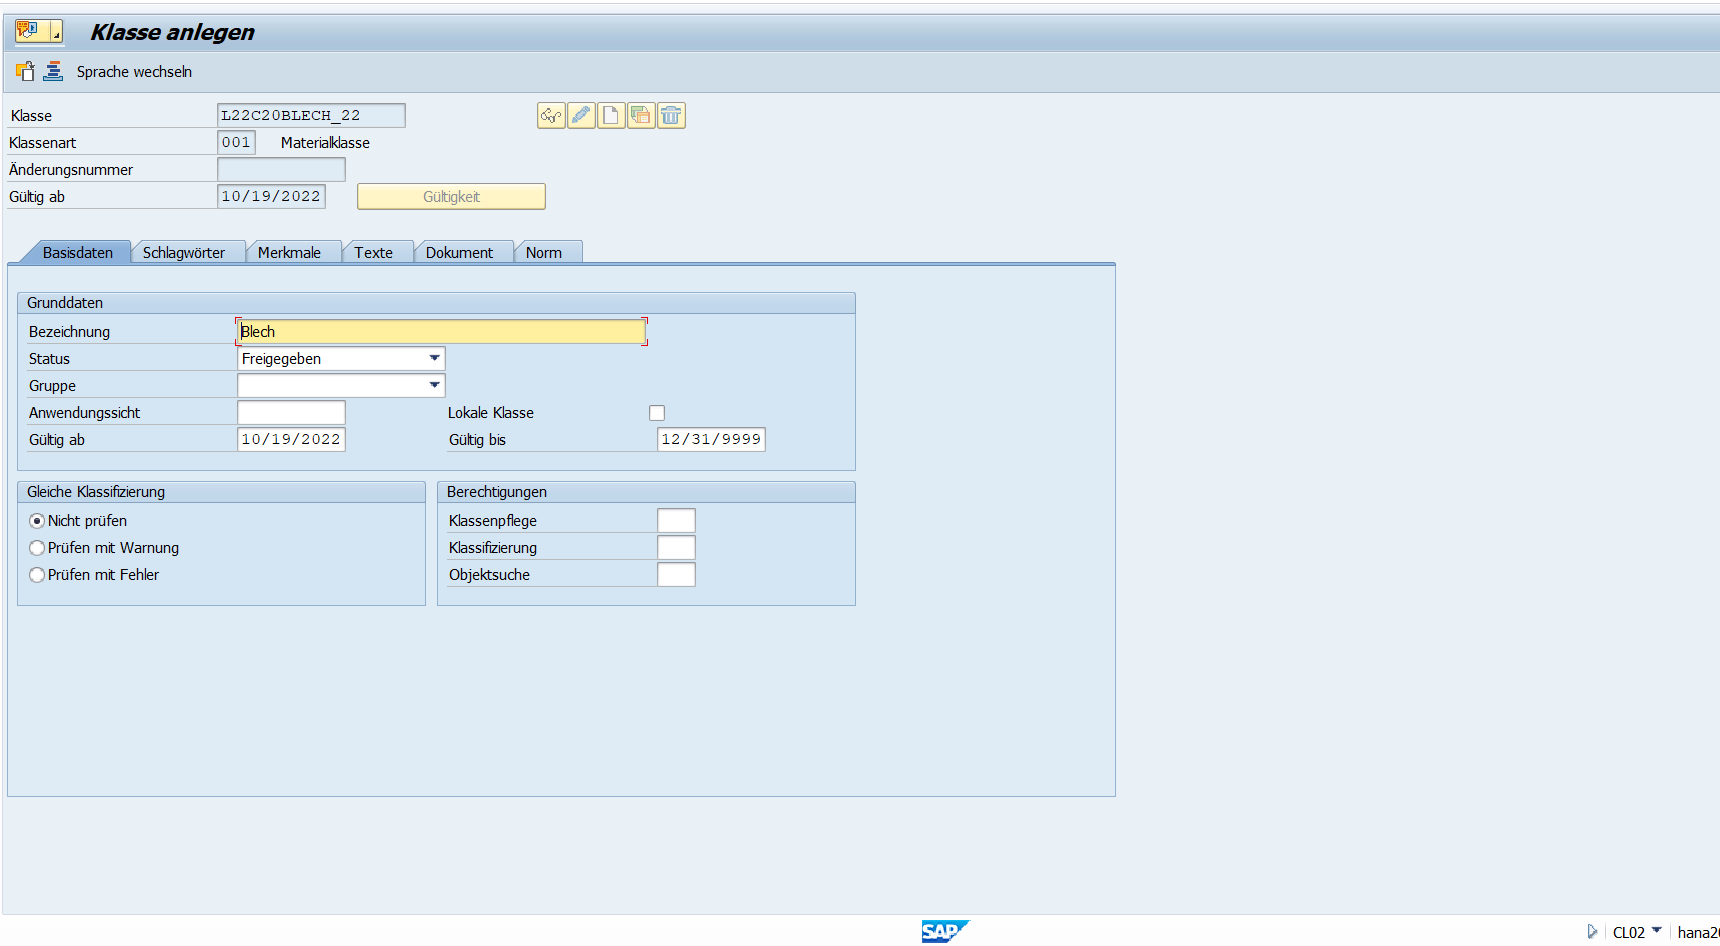 Klasse anlegen
Sprache wechseln
Klasse L22C20BLECH_22
Klassenart 001 Materialklasse
Änderungsnummer
Gültig ab 10/19/2022 Gültigkeit
Basisdaten Schlagwörter Merkmale Texte Dokument Norm
Grunddaten
Bezeichnung Blech
Status Freigegeben
Gruppe
Anwendungssicht Lokale Klasse
Gültig ab 10/19/2022 Gültig bis 12/31/9999
Gleiche Klassifizierung Berechtigungen
Nicht prüfen Klassenpflege
Prüfen mit Warnung Klassifizierung
Prüfen mit Fehler Objektsuche
SAP CL02 hana20